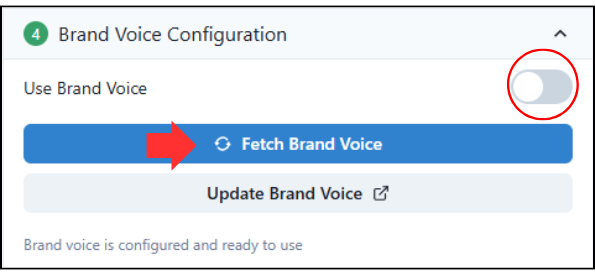 4 Brand Voice Configuration
Use Brand Voice
Fetch Brand Voice
Update Brand Voice
Brand voice is configured and ready to use